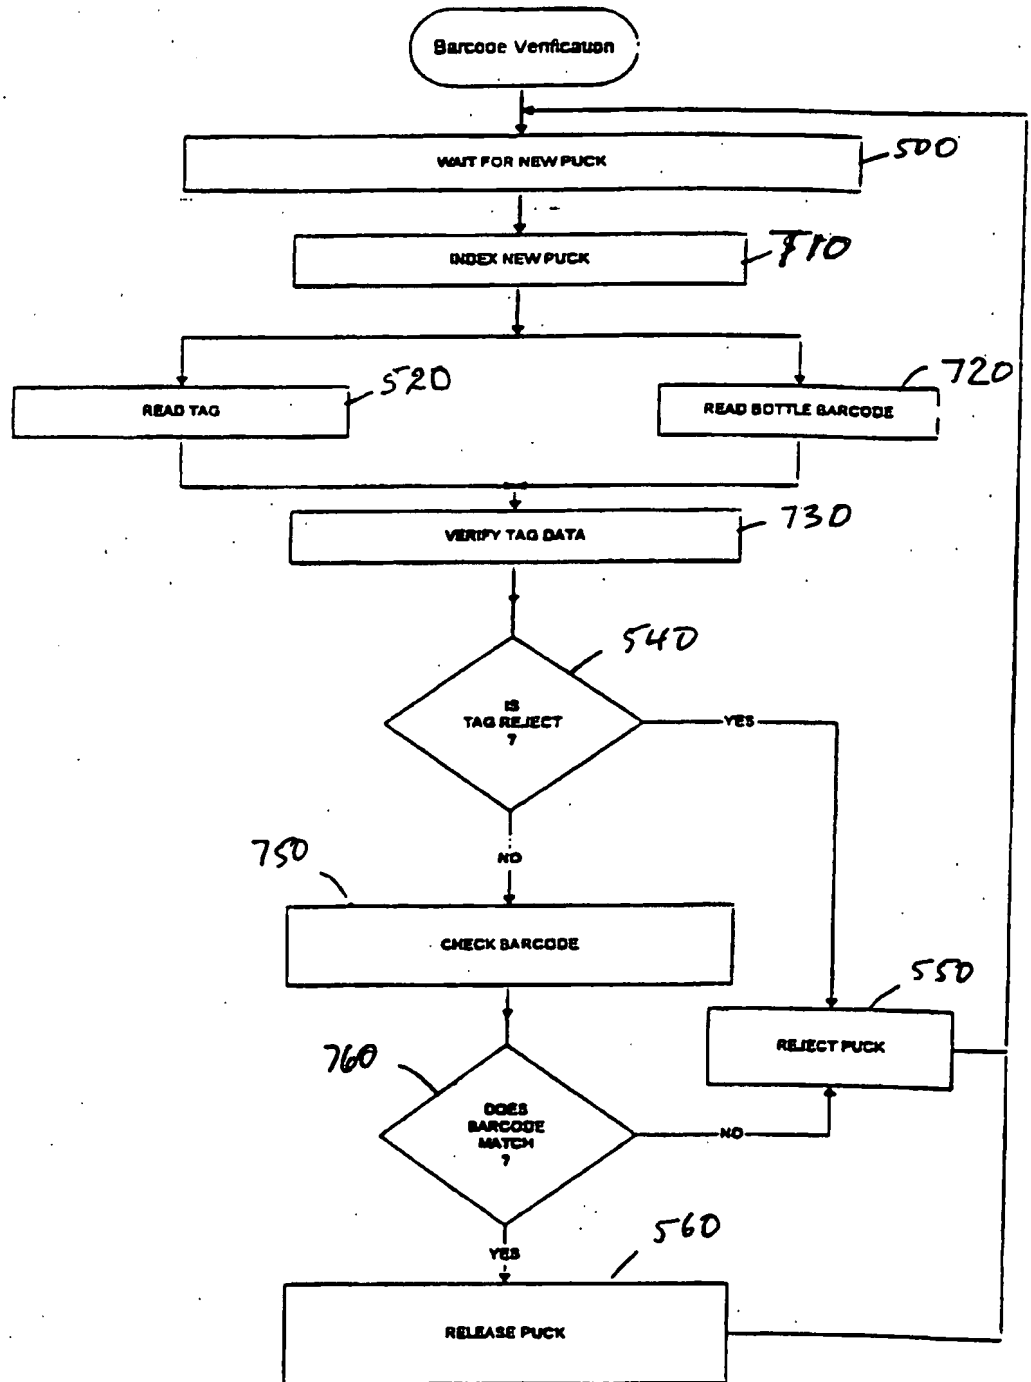 Barcode Verification
WAIT FOR NEW PUCK
500
INDEX NEW PUCK
710
READ TAG
520
READ BOTTLE BARCODE
720
VERIFY TAG DATA
730
IS
TAG REJECT
?
540
YES
NO
750
CHECK BARCODE
REJECT PUCK
550
760
DOES
BARCODE
MATCH
?
NO
YES
560
RELEASE PUCK